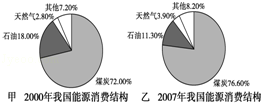 其他7.20%
天然气2.80%
石油18.00%
煤炭72.00%
甲 2000年我国能源消费结构
其他8.20%
天然气3.90%
石油11.30%
煤炭76.60%
乙 2007年我国能源消费结构